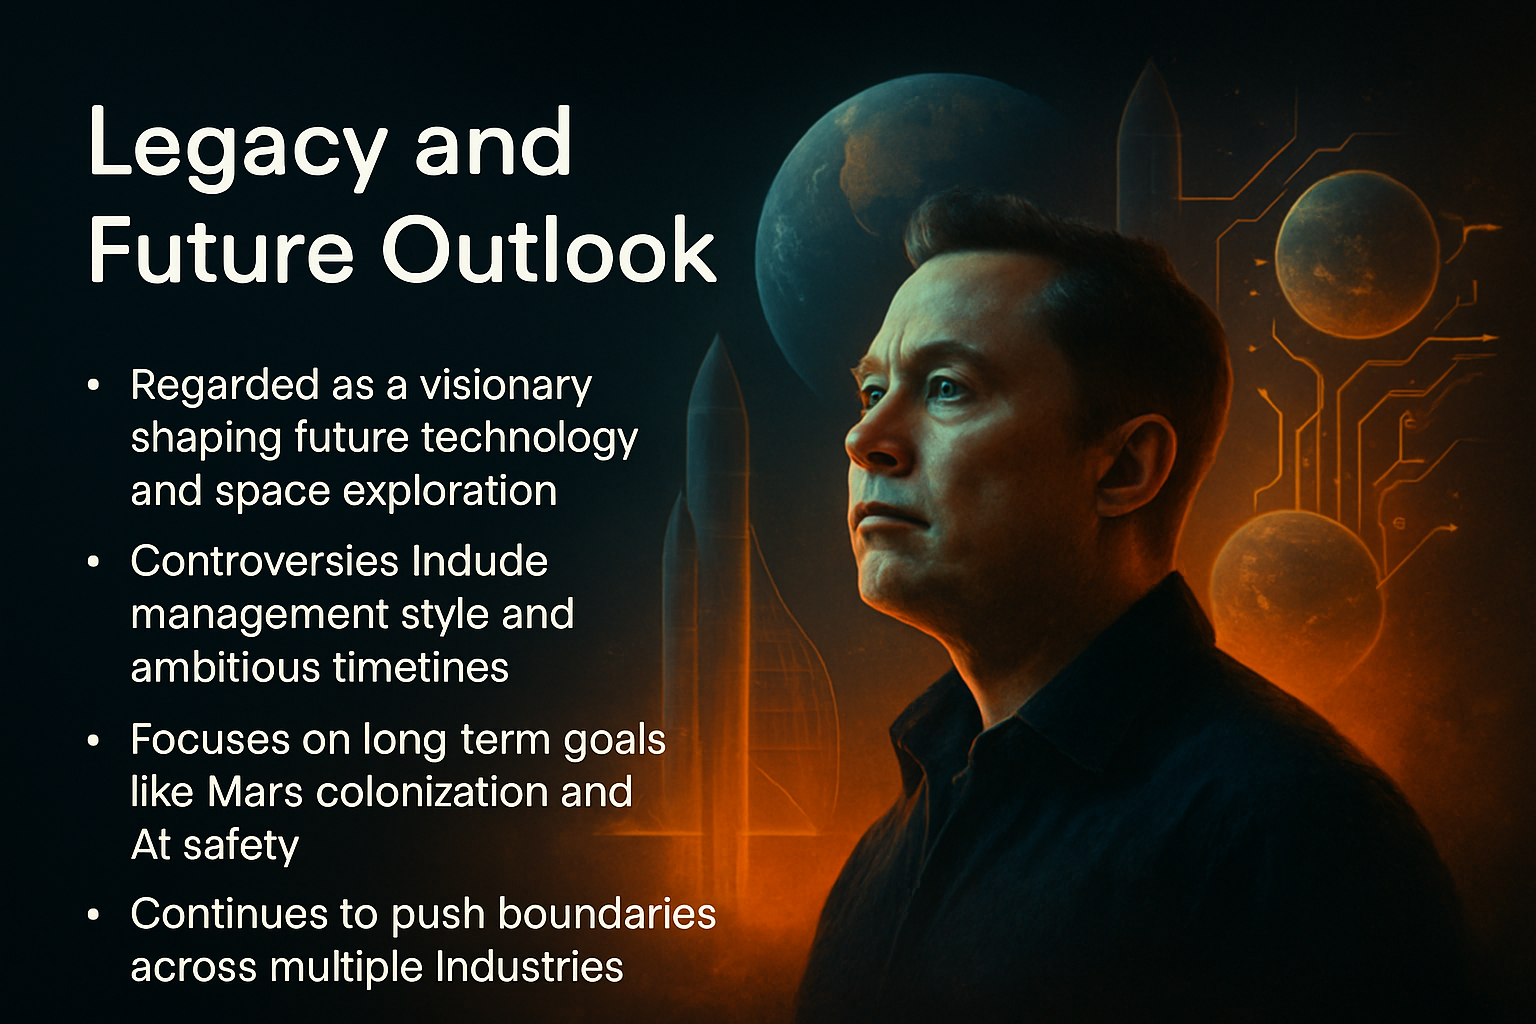 Legacy and
Future Outlook
• Regarded as a visionary
shaping future technology
and space exploration
• Controversies Indude
management style and
ambitious timetines
• Focuses on long term goals
like Mars colonization and
At safety
• Continues to push boundaries
across multiple Industries